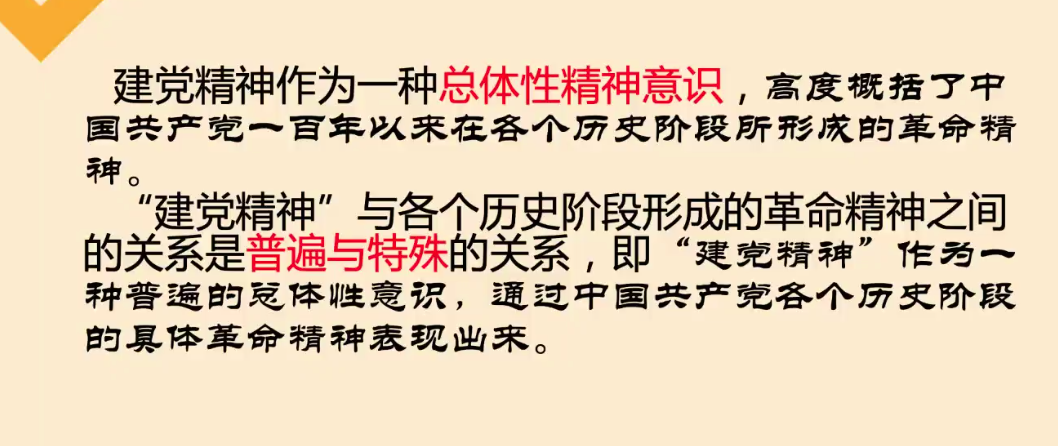 建党精神作为一种总体性精神意识，高度概括了中
国共产党一百年以来在各个历史阶段所形成的革命精
神。
“建党精神”与各个历史阶段形成的革命精神之间
的关系是普遍与特殊的关系，即“建党精神”作为一
种普遍的总体性意识，通过中国共产党各个历史阶段
的具体革命精神表现出来。